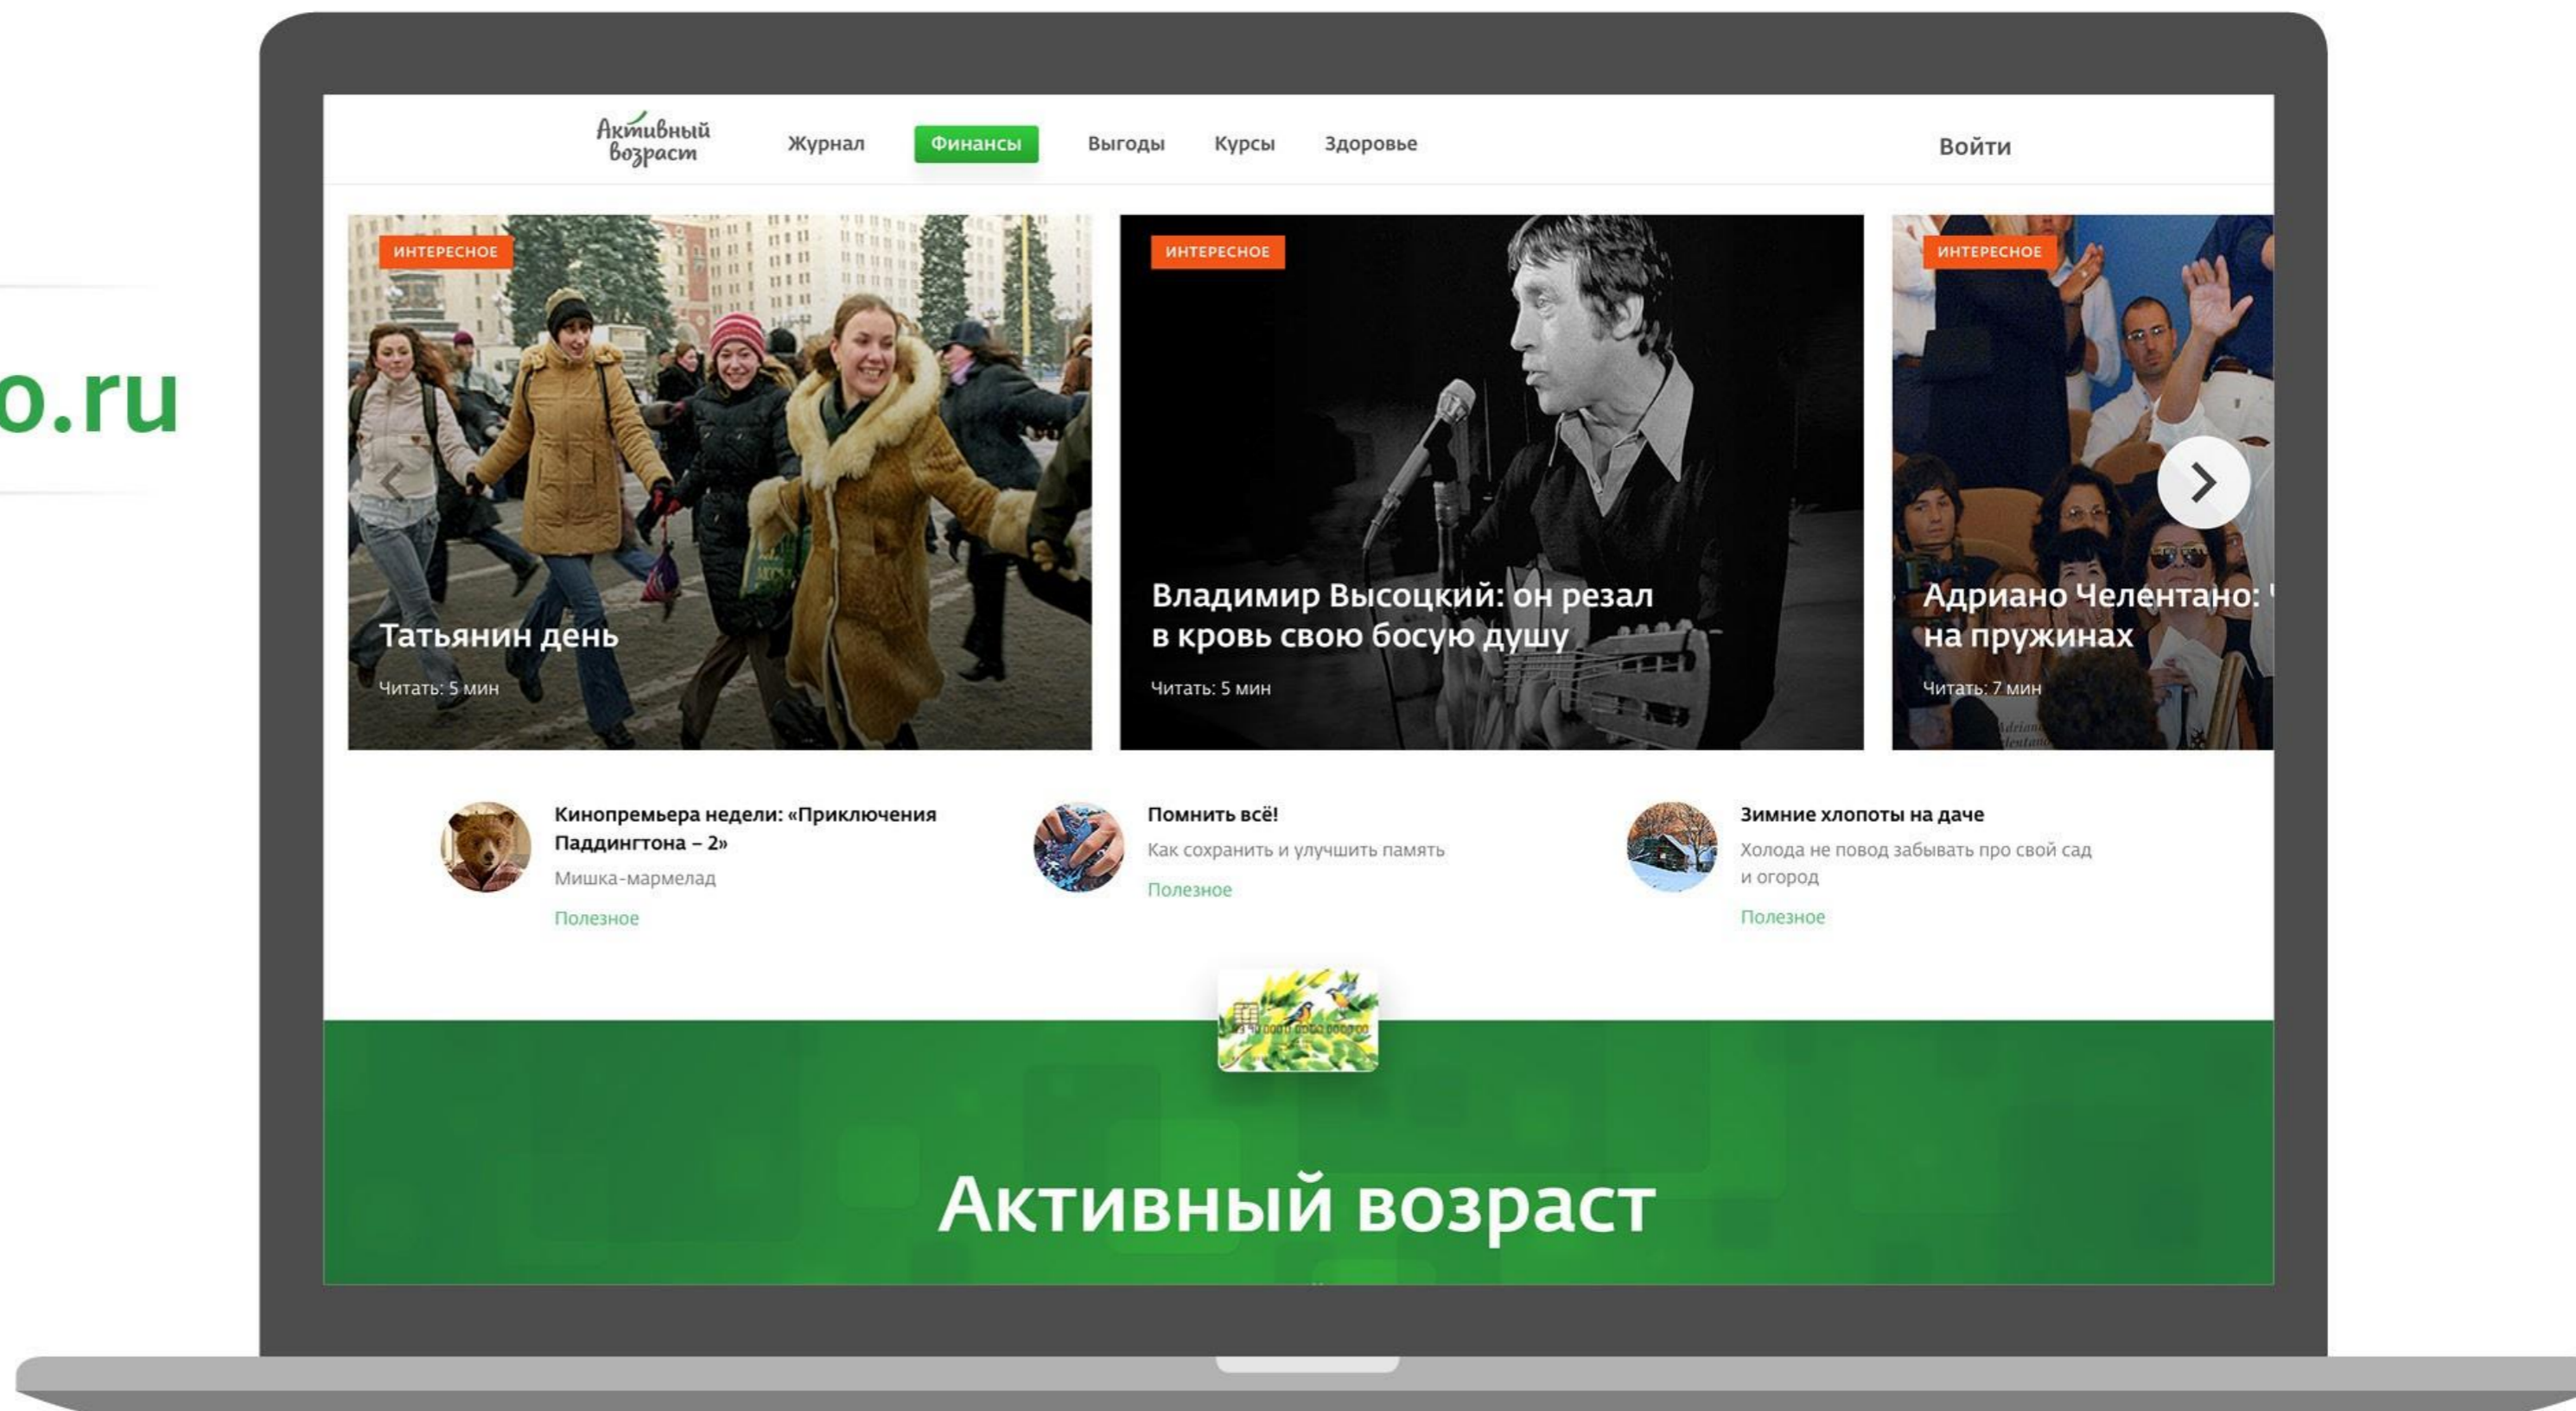 o.ru
Активный
возраст
Журнал
Финансы
Выгоды
Курсы
Здоровье
Войти
ИНТЕРЕСНОЕ
Татьянин день
Читать: 5 мин
ИНТЕРЕСНОЕ
Владимир Высоцкий: он резал
в кровь свою босую душу
Читать: 5 мин
ИНТЕРЕСНОЕ
Адриано Челентано:
на пружинах
Читать: 7 мин
Кинопремьера недели: «Приключения
Паддингтона – 2»
Мишка-мармелад
Полезное
Помнить всё!
Как сохранить и улучшить память
Полезное
Зимние хлопоты на даче
Холода не повод забывать про свой сад
и огород
Полезное
Активный возраст